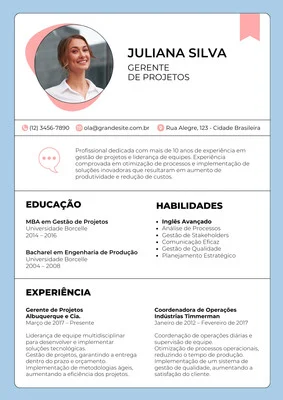 JULIANA SILVA
GERENTE
DE PROJETOS
(12) 3456-7890
ola@grandesite.com.br
Rua Alegre, 123 - Cidade Brasileira
Profissional dedicada com mais de 10 anos de experiência em
gestão de projetos e liderança de equipes. Experiência
comprovada em otimização de processos e implementação
de soluções inovadoras que resultaram em aumento de
produtividade e redução de custos.
EDUCAÇÃO
MBA em Gestão de Projetos
Universidade Borcelle
2014 – 2016
Bacharel em Engenharia de Produção
Universidade Borcelle
2004 – 2008
HABILIDADES
Inglês Avançado
Análise de Processos
Gestão de Stakeholders
Comunicação Eficaz
Gestão de Qualidade
Planejamento Estratégico
EXPERIÊNCIA
Gerente de Projetos
Albuquerque e Cia.
Março de 2017 – Presente
Liderança de equipe multidisciplinar
para desenvolver e implementar
soluções tecnológicas.
Gestão de projetos, garantindo a entrega
dentro do prazo e orçamento.
Implementação de metodologias ágeis,
aumentando a eficiência dos projetos.
Coordenadora de Operações
Indústrias Timmerman
Janeiro de 2012 – Fevereiro de 2017
Coordenação de operações diárias e
supervisão de equipe.
Otimização de processos operacionais,
reduzindo o tempo de produção.
Implementação de um sistema de
gestão de qualidade, aumentando a
satisfação do cliente.